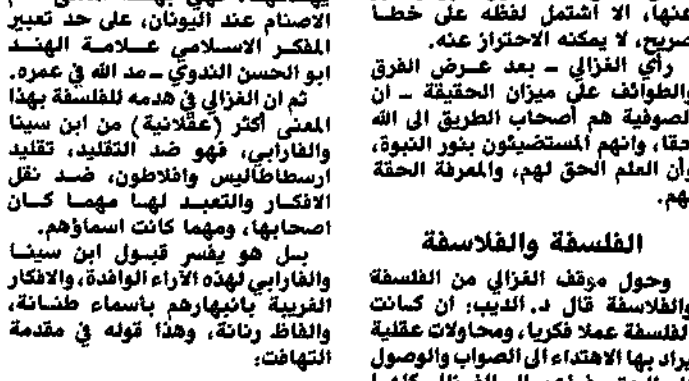 عنها، الا اشتمل لفظه على خطا
صريح، لا يمكنه الاحتراز عنه.
رأي الغزالي ـ بعد عرض الفرق
والطوائف على ميزان الحقيقة ـ ان
الصوفية هم أصحاب الطريق الى الله
حقا، وانهم المستضيئون بنور النبوة،
وأن العلم الحق لهم، والمعرفة الحقة
لهم.
الفلسفة والفلاسفة
وحول موقف الغزالي من الفلسفة
والفلاسفة قال د. الديب: ان كانت
الفلسفة عملا فكريا، ومحاولات عقلية
يراد بها الاهتداء الى الصواب والوصول
الاصنام عند اليونان، على حد تعبير
المفكر الاسلامي علامة الهند
ابو الحسن الندوي ـ مد الله في عمره.
ثم ان الغزالي في هدمه للفلسفة بهذا
المعنى أكثر (عقلانية) من ابن سينا
والفارابي، فهو ضد التقليد، تقليد
ارسطاطاليس وافلاطون، ضد نقل
الافكار والتعبد لها مهما كان
اصحابها، ومهما كانت اسماؤهم.
بل هو يفسر قبول ابن سينا
والفارابي لهذه الآراء الوافدة، والافكار
الغريبة بانبهارهم بأسماء طنانة،
والفاظ رنانة، وهذا قوله في مقدمة
التهافت: